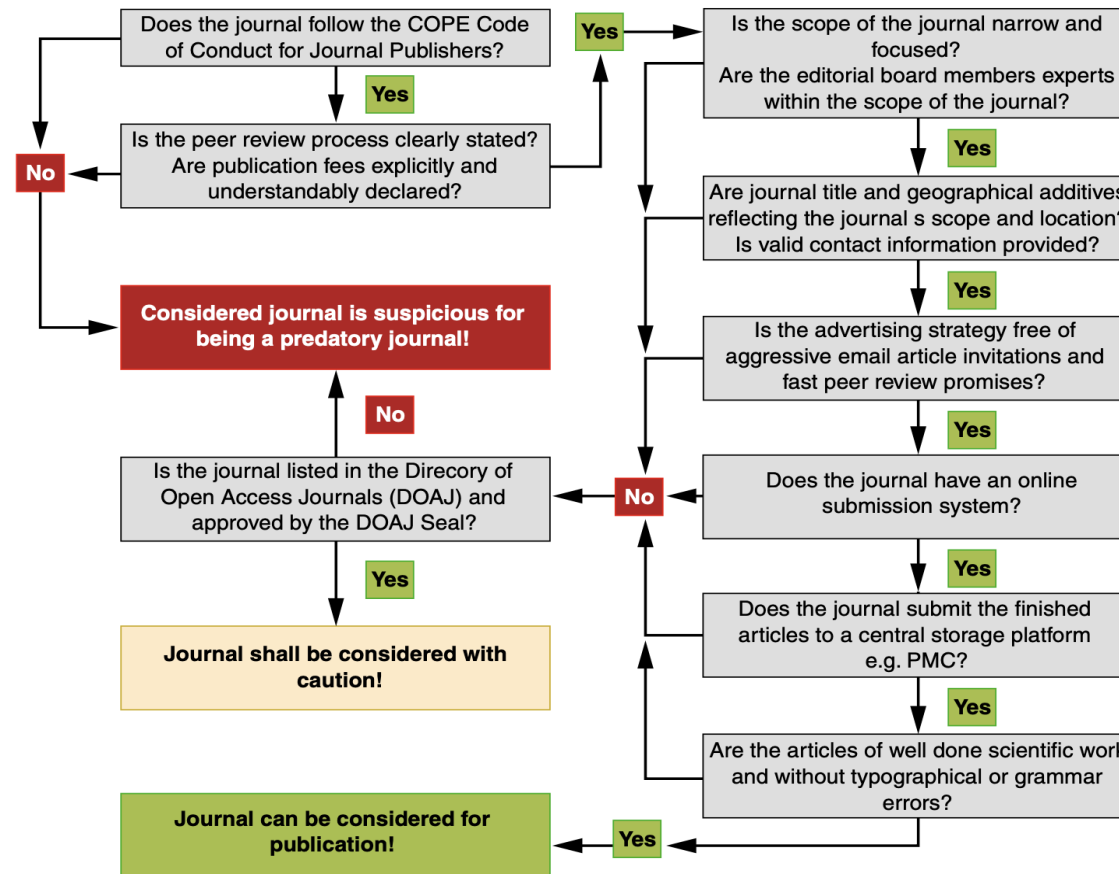 Does the journal follow the COPE Code
of Conduct for Journal Publishers?
Yes
Is the peer review process clearly stated?
Are publication fees explicitly and
understandably declared?
No
Yes
Considered journal is suspicious for
being a predatory journal!
No
Is the journal listed in the Direcory of
Open Access Journals (DOAJ) and
approved by the DOAJ Seal?
Yes
Journal shall be considered with
caution!
Journal can be considered for
publication!
Is the scope of the journal narrow and
focused?
Are the editorial board members experts
within the scope of the journal?
Yes
Are journal title and geographical additives
reflecting the journal s scope and location?
Is valid contact information provided?
Yes
Is the advertising strategy free of
aggressive email article invitations and
fast peer review promises?
Yes
Does the journal have an online
submission system?
No
Yes
Does the journal submit the finished
articles to a central storage platform
e.g. PMC?
Yes
Are the articles of well done scientific work
and without typographical or grammar
errors?
Yes